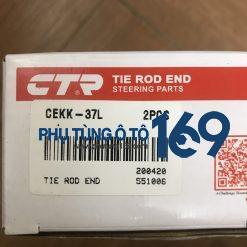 CTR TIE ROD END
STEERING PARTS
CEKK-37L 2PCS
PHỤ TÙNG Ô TÔ 169
200420
TIE ROD END 551006